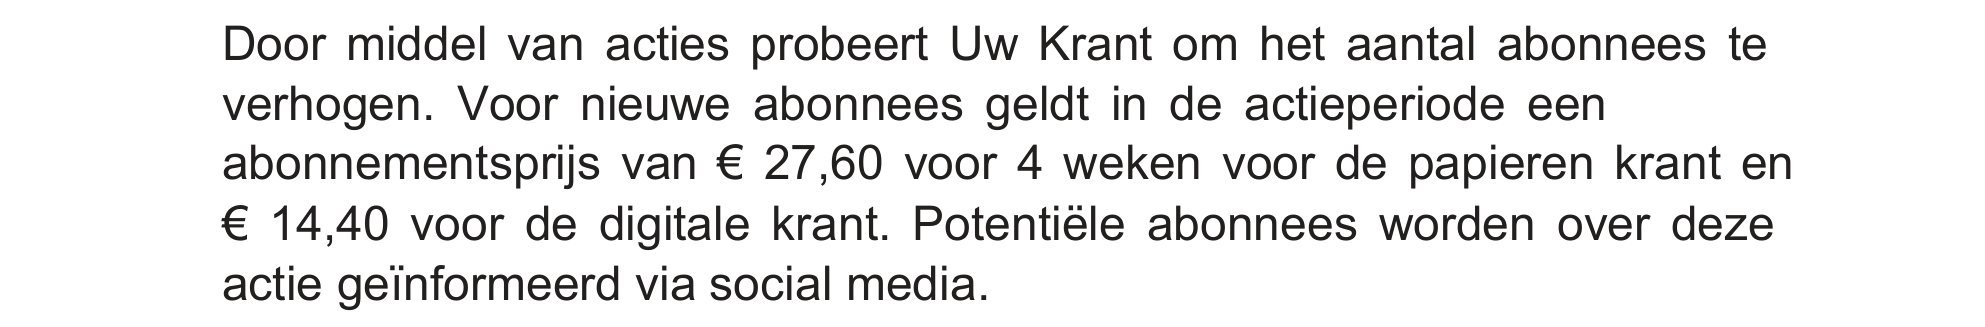 Door middel van acties probeert Uw Krant om het aantal abonnees te
verhogen. Voor nieuwe abonnees geldt in de actieperiode een
abonnementsprijs van € 27,60 voor 4 weken voor de papieren krant en
€ 14,40 voor de digitale krant. Potentiële abonnees worden over deze
actie geïnformeerd via social media.